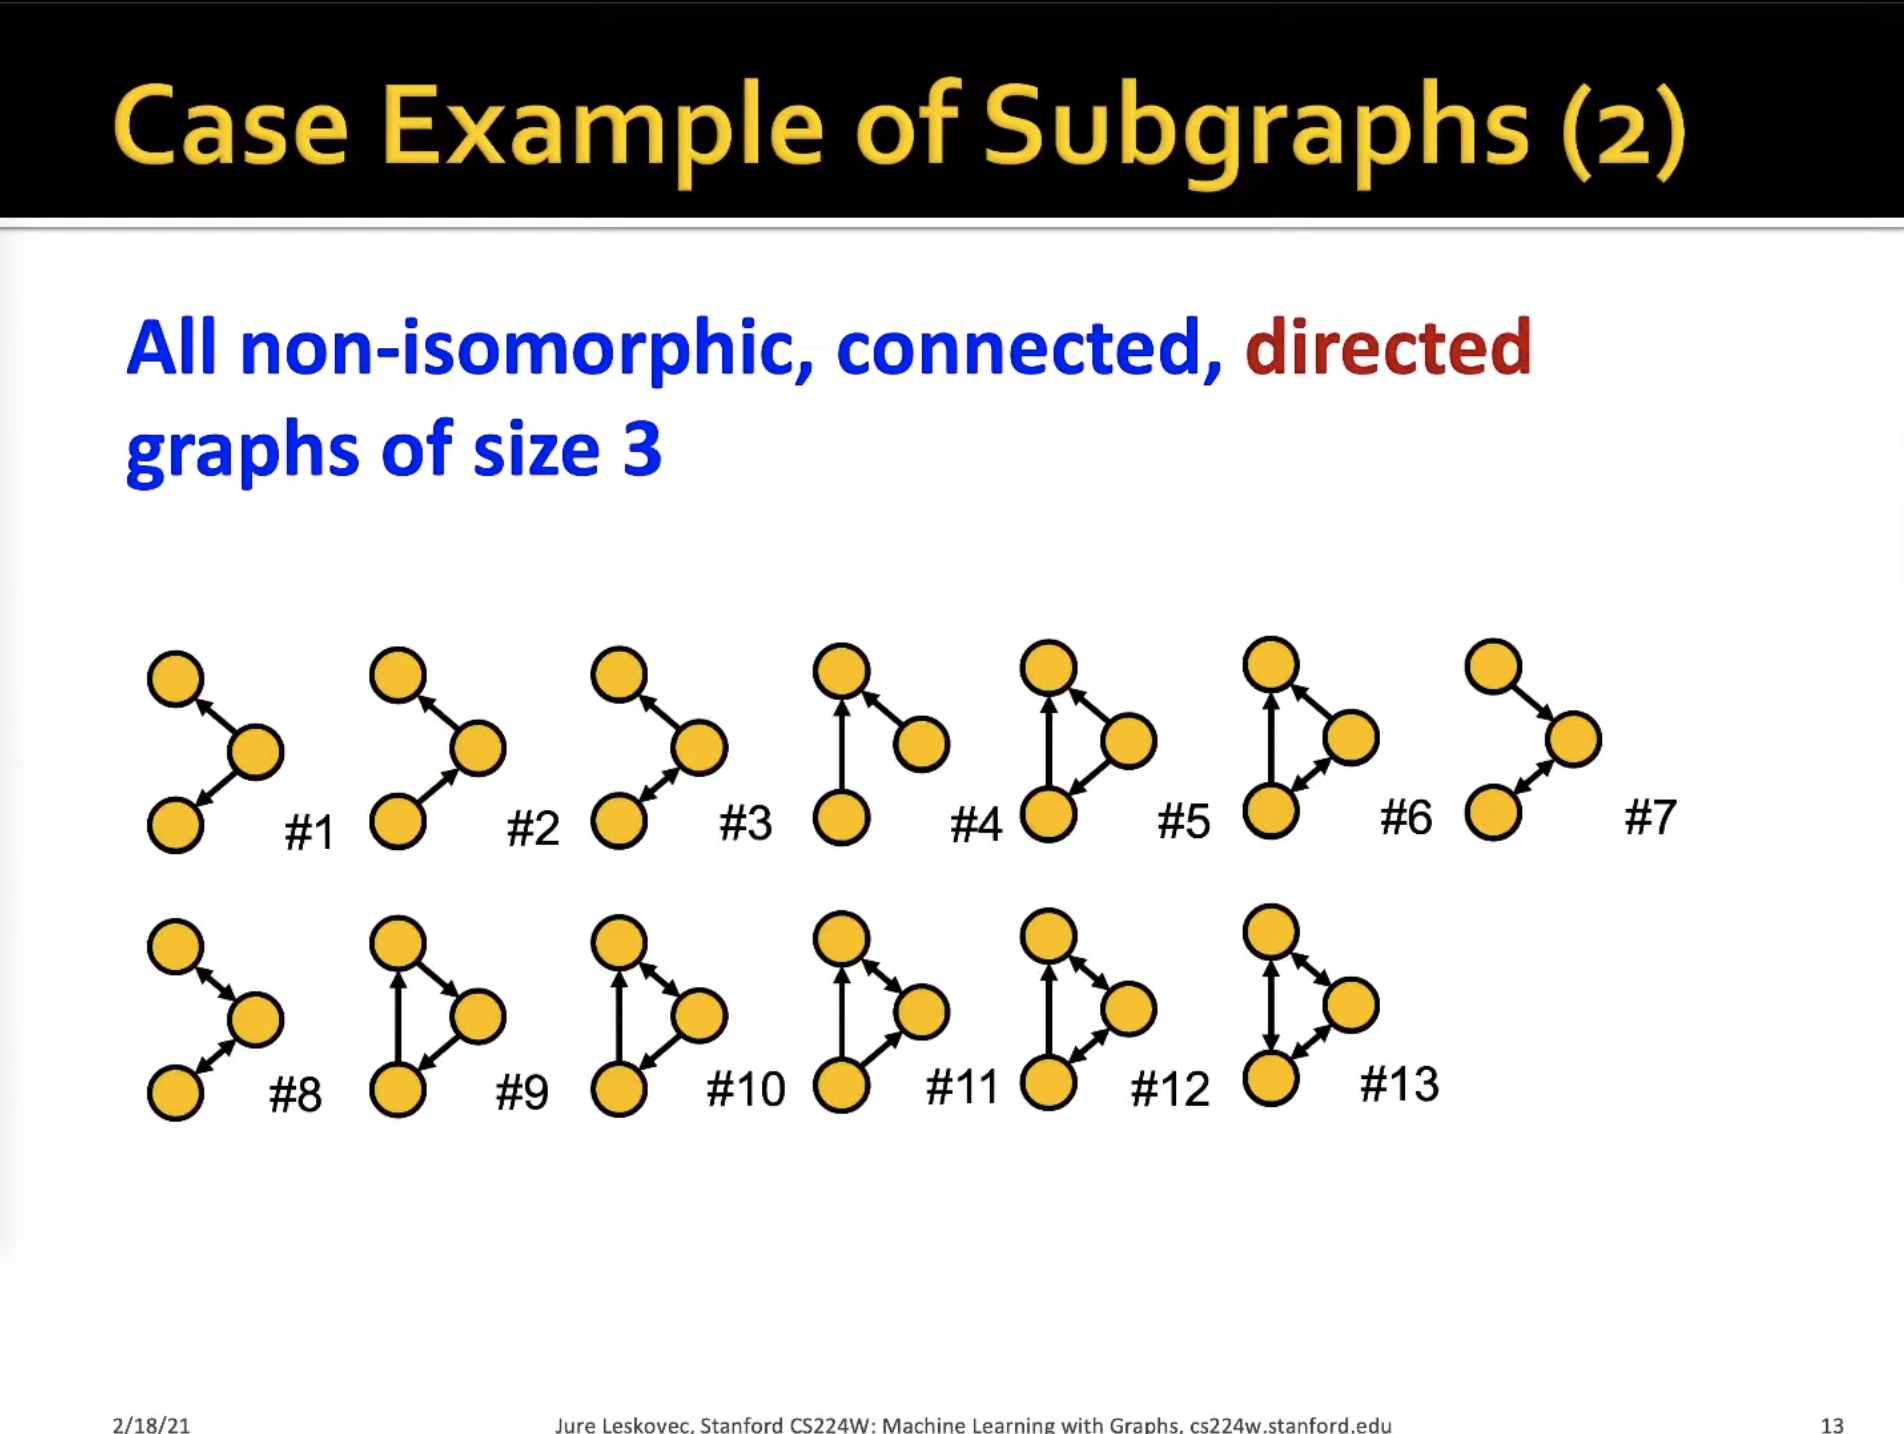 Case Example of Subgraphs (2)
All non-isomorphic, connected, directed
graphs of size 3
#1 #2 #3 #4 #5 #6 #7
#8 #9 #10 #11 #12 #13
2/18/21 Jure Leskovec, Stanford CS224W: Machine Learning with Graphs, cs224w.stanford.edu 13